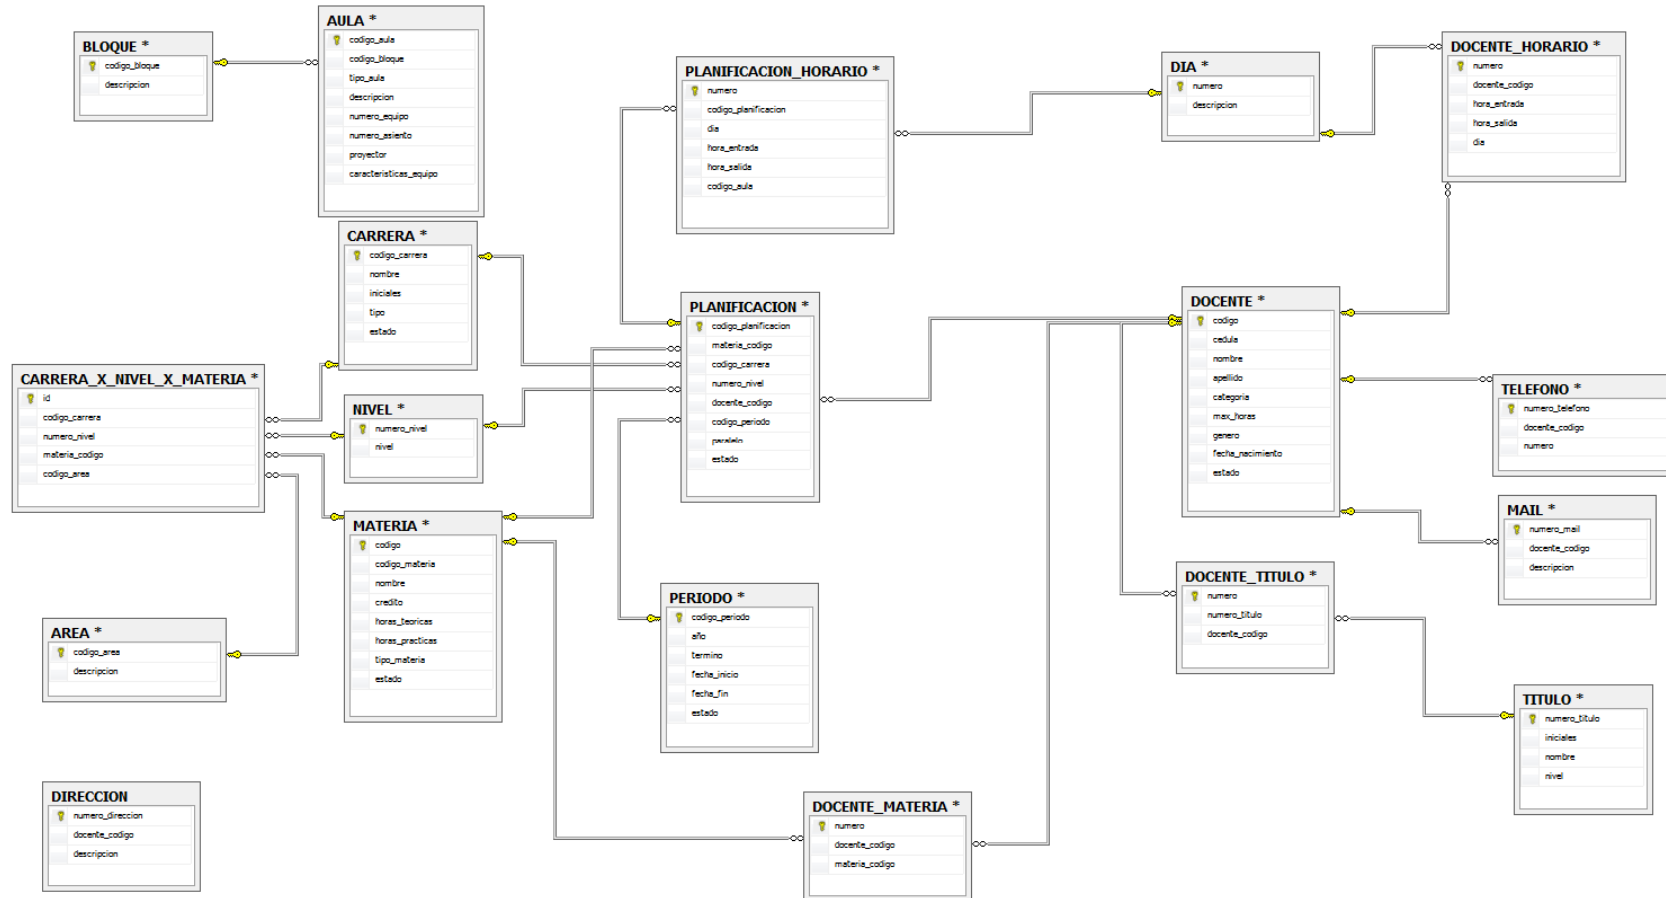 BLOQUE *
codigo_bloque
descripcion
AULA *
codigo_aula
codigo_bloque
tipo_aula
descripcion
numero_equipo
numero_asiento
proyector
caracteristicas_equipo
PLANIFICACION_HORARIO *
numero
codigo_planificacion
dia
hora_entrada
hora_salida
codigo_aula
DIA *
numero
descripcion
DOCENTE_HORARIO *
numero
docente_codigo
hora_entrada
hora_salida
dia
CARRERA *
codigo_carrera
nombre
iniciales
tipo
estado
PLANIFICACION *
codigo_planificacion
materia_codigo
codigo_carrera
numero_nivel
docente_codigo
codigo_periodo
paralelo
estado
DOCENTE *
codigo
cedula
nombre
apellido
categoria
max_horas
genero
fecha_nacimiento
estado
CARRERA_X_NIVEL_X_MATERIA *
id
codigo_carrera
numero_nivel
materia_codigo
codigo_area
NIVEL *
numero_nivel
nivel
TELEFONO *
numero_telefono
docente_codigo
numero
MATERIA *
codigo
codigo_materia
nombre
credito
horas_teoricas
horas_practicas
tipo_materia
estado
MAIL *
numero_mail
docente_codigo
descripcion
PERIODO *
codigo_periodo
año
termino
fecha_inicio
fecha_fin
estado
DOCENTE_TITULO *
numero
numero_titulo
docente_codigo
AREA *
codigo_area
descripcion
TITULO *
numero_titulo
iniciales
nombre
nivel
DIRECCION
numero_direccion
docente_codigo
descripcion
DOCENTE_MATERIA *
numero
docente_codigo
materia_codigo